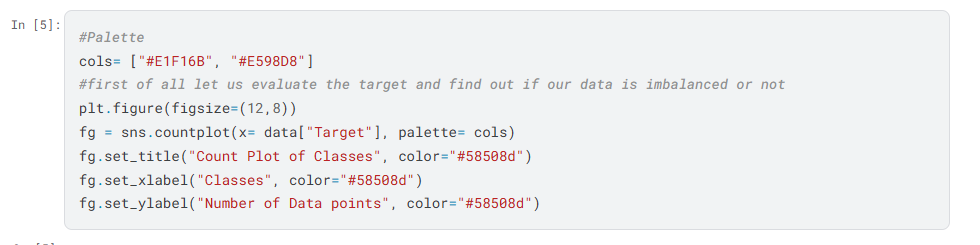 In [5]:
#Palette
cols= ["#E1F16B", "#E598D8"]
#first of all let us evaluate the target and find out if our data is imbalanced or not
plt.figure(figsize=(12,8))
fg = sns.countplot(x= data["Target"], palette= cols)
fg.set_title("Count Plot of Classes", color="#58508d")
fg.set_xlabel("Classes", color="#58508d")
fg.set_ylabel("Number of Data points", color="#58508d")